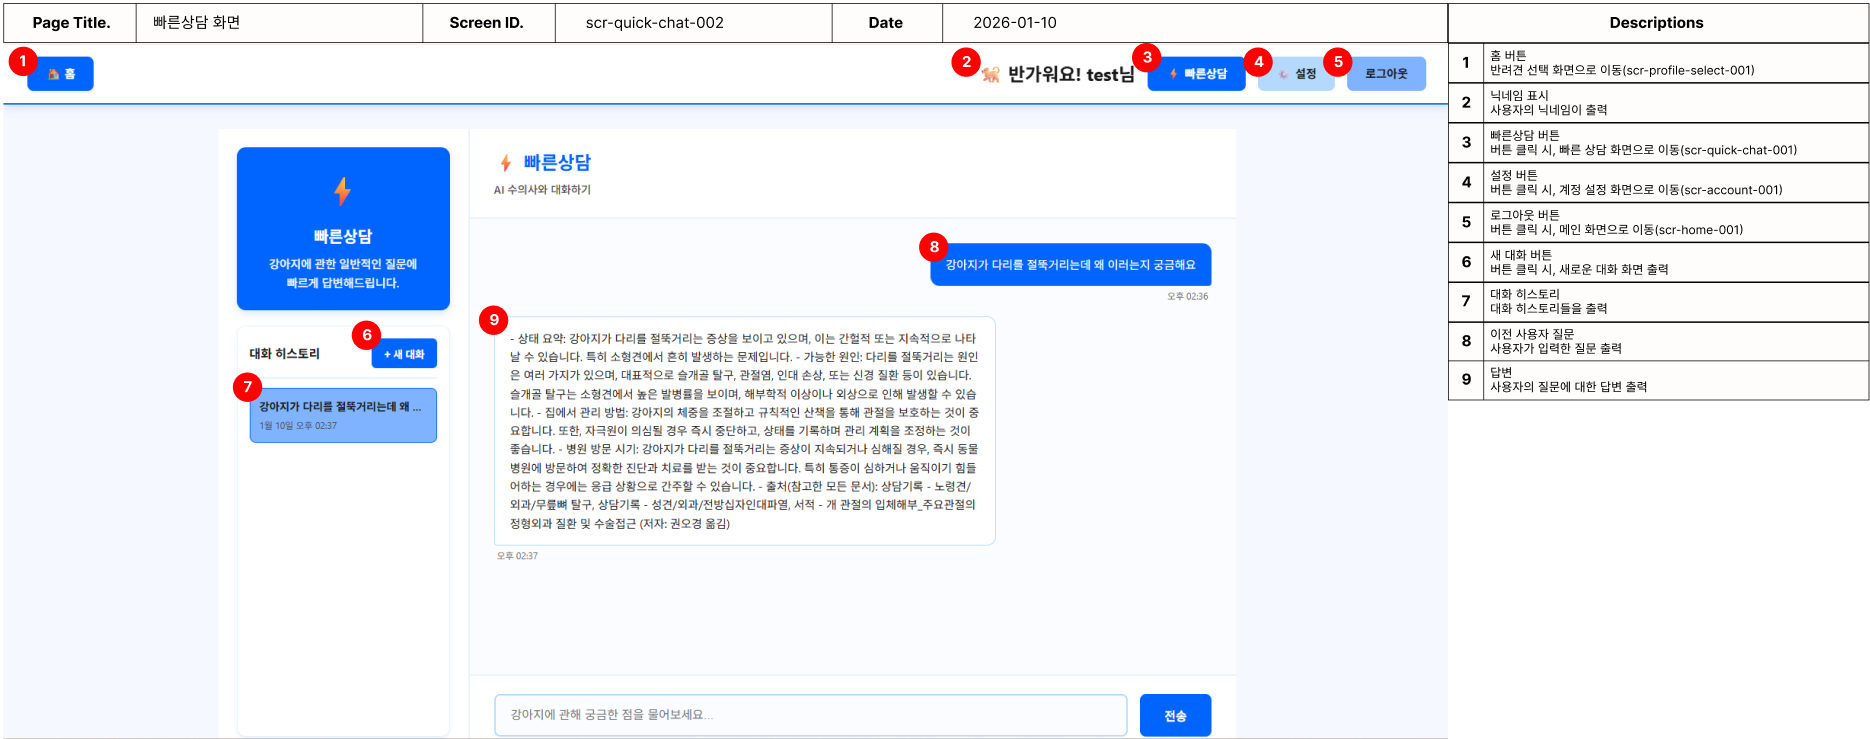 Page Title.
빠른상담 화면
Screen ID.
scr-quick-chat-002
Date
2026-01-10
Descriptions
1
홈
2
반가워요! test님
3
빠른상담
4
설정
5
로그아웃
빠른상담
강아지에 관한 일반적인 질문에
빠르게 답변해드립니다.
6
대화 히스토리
+ 새 대화
7
강아지가 다리를 절뚝거리는데 왜 ...
1월 10일 오후 02:37
빠른상담
AI 수의사와 대화하기
8
강아지가 다리를 절뚝거리는데 왜 이러는지 궁금해요
오후 02:36
9
- 상태 요약: 강아지가 다리를 절뚝거리는 증상을 보이고 있으며, 이는 간헐적 또는 지속적으로 나타
날 수 있습니다. 특히 소형견에서 흔히 발생하는 문제입니다. - 가능한 원인: 다리를 절뚝거리는 원인
은 여러 가지가 있으며, 대표적으로 슬개골 탈구, 관절염, 인대 손상, 또는 신경 질환 등이 있습니다.
슬개골 탈구는 소형견에서 높은 발병률을 보이며, 해부학적 이상이나 외상으로 인해 발생할 수 있습
니다. - 집에서 관리 방법: 강아지의 체중을 조절하고 규칙적인 산책을 통해 관절을 보호하는 것이 중
요합니다. 또한, 자극원이 의심될 경우 즉시 중단하고, 상태를 기록하며 관리 계획을 조정하는 것이
좋습니다. - 병원 방문 시기: 강아지가 다리를 절뚝거리는 증상이 지속되거나 심해질 경우, 즉시 동물
병원에 방문하여 정확한 진단과 치료를 받는 것이 중요합니다. 특히 통증이 심하거나 움직이기 힘들
어하는 경우에는 응급 상황으로 간주할 수 있습니다. - 출처(참고한 모든 문서): 상담기록 - 노령견/
외과/무릎뼈 탈구, 상담기록 - 성견/외과/전방십자인대파열, 서적 - 개 관절의 입체해부_주요관절의
정형외과 질환 및 수술접근 (저자: 권오경 옮김)
오후 02:37
강아지에 관해 궁금한 점을 물어보세요...
전송
1
홈 버튼
반려견 선택 화면으로 이동(scr-profile-select-001)
2
닉네임 표시
사용자의 닉네임이 출력
3
빠른상담 버튼
버튼 클릭 시, 빠른 상담 화면으로 이동(scr-quick-chat-001)
4
설정 버튼
버튼 클릭 시, 계정 설정 화면으로 이동(scr-account-001)
5
로그아웃 버튼
버튼 클릭 시, 메인 화면으로 이동(scr-home-001)
6
새 대화 버튼
버튼 클릭 시, 새로운 대화 화면 출력
7
대화 히스토리
대화 히스토리들을 출력
8
이전 사용자 질문
사용자가 입력한 질문 출력
9
답변
사용자의 질문에 대한 답변 출력